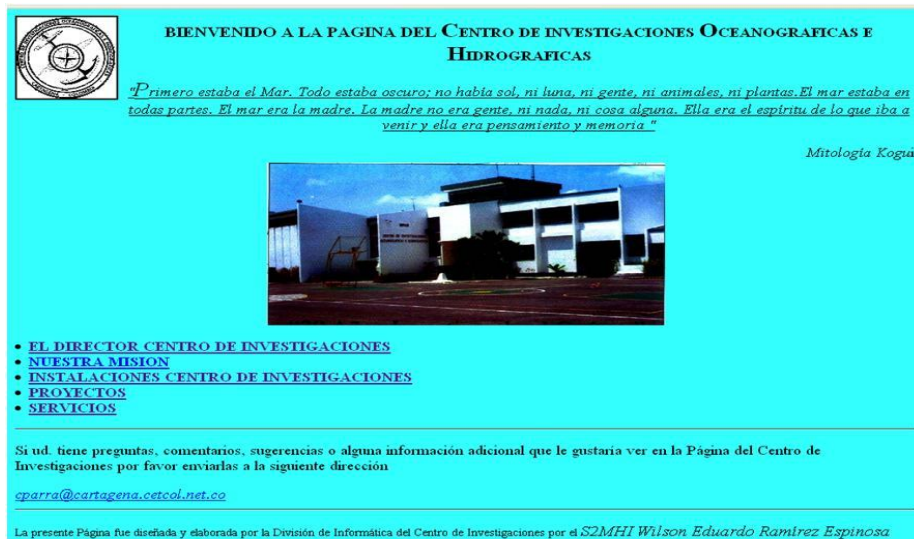 BIENVENIDO A LA PAGINA DEL CENTRO DE INVESTIGACIONES OCEANOGRAFICAS E
HIDROGRAFICAS
"Primero estaba el Mar. Todo estaba oscuro; no había sol, ni luna, ni gente, ni animales, ni plantas.El mar estaba en
todas partes. El mar era la madre. La madre no era gente, ni nada, ni cosa alguna. Ella era el espíritu de lo que iba a
venir y ella era pensamiento y memoria "
Mitología Kogui
• EL DIRECTOR CENTRO DE INVESTIGACIONES
• NUESTRA MISION
• INSTALACIONES CENTRO DE INVESTIGACIONES
• PROYECTOS
• SERVICIOS
Si ud. tiene preguntas, comentarios, sugerencias o alguna información adicional que le gustaría ver en la Página del Centro de
Investigaciones por favor enviarlas a la siguiente dirección
cparra@cartagena.cetcol.net.co
La presente Página fue diseñada y elaborada por la División de Informática del Centro de Investigaciones por el S2MHI Wilson Eduardo Ramírez Espinosa